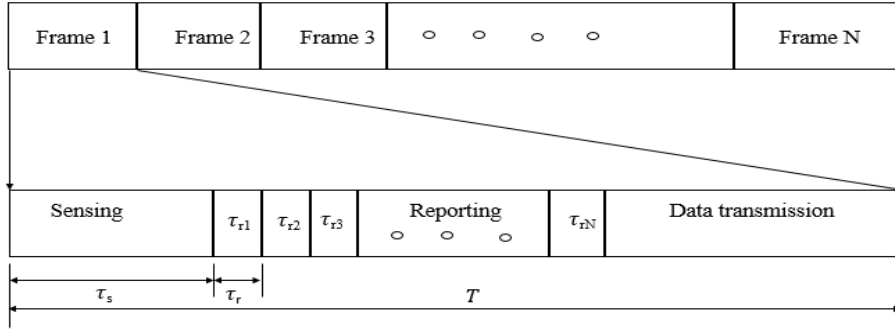 Frame 1 Frame 2 Frame 3 Frame N
Sensing τr1 τr2 τr3 Reporting τrN Data transmission
τs τr T